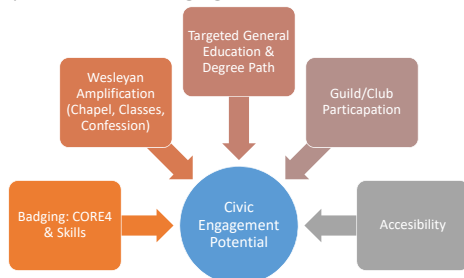 Targeted General
Education &
Degree Path
Wesleyan
Amplification
(Chapel, Classes,
Confession)
Guild/Club
Particapation
Badging: CORE4
& Skills
Civic
Engagement
Potential
Accesibility